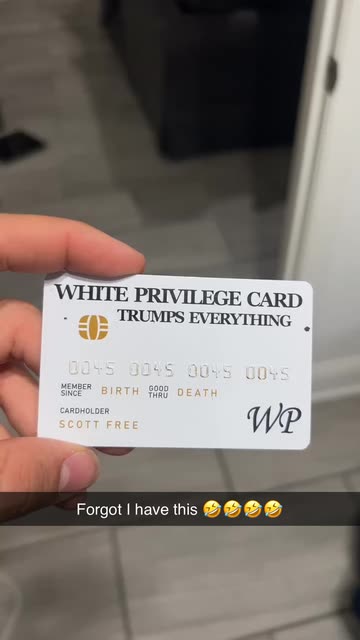 WHITE PRIVILEGE CARD
TRUMPS EVERYTHING
0045 0045 0045 0045
MEMBER SINCE BIRTH GOOD THRU DEATH
CARDHOLDER
SCOTT FREE
WP
Forgot I have this 🤣🤣🤣🤣